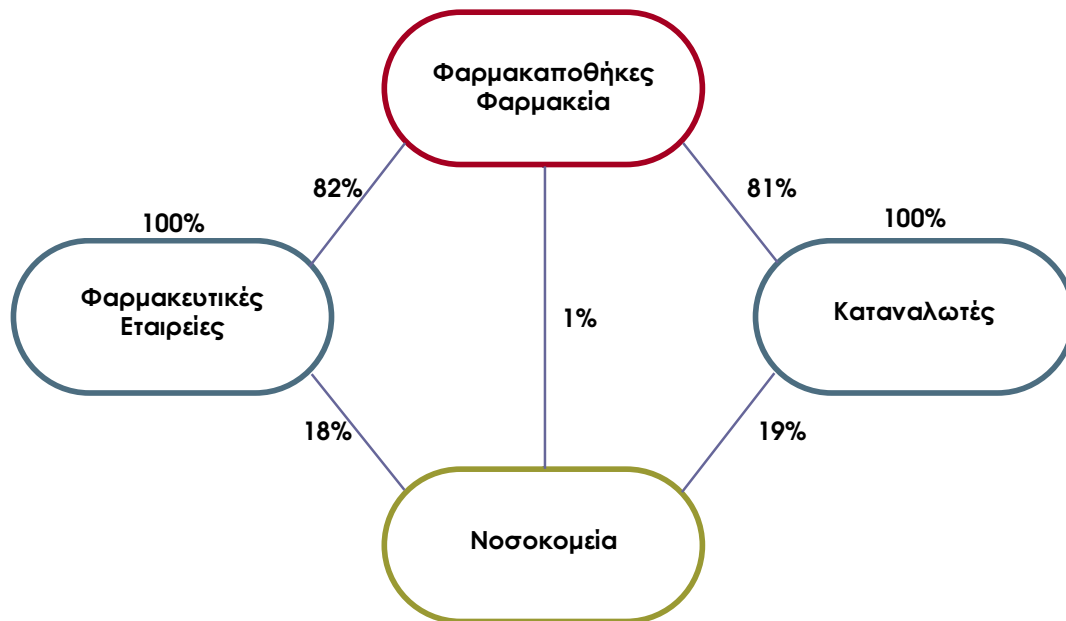 Φαρμακαποθήκες
Φαρμακεία
82%
81%
100%
100%
Φαρμακευτικές
Εταιρείες
1%
Καταναλωτές
18%
19%
Νοσοκομεία